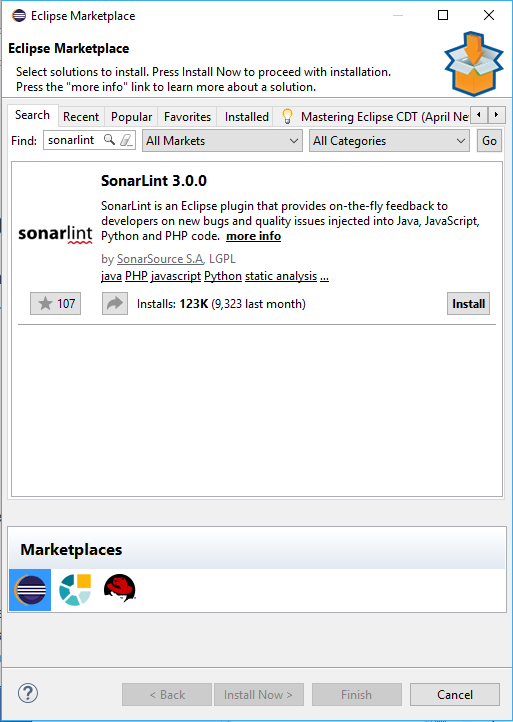 Eclipse Marketplace
Eclipse Marketplace
Select solutions to install. Press Install Now to proceed with installation.
Press the "more info" link to learn more about a solution.
Search Recent Popular Favorites Installed Mastering Eclipse CDT (April Ne
Find: sonarlint All Markets All Categories Go
SonarLint 3.0.0
SonarLint is an Eclipse plugin that provides on-the-fly feedback to
developers on new bugs and quality issues injected into Java, JavaScript,
Python and PHP code. more info
sonarlint
by SonarSource S.A, LGPL
java PHP javascript Python static analysis ...
107 Installs: 123K (9,323 last month) Install
Marketplaces
? < Back Install Now > Finish Cancel